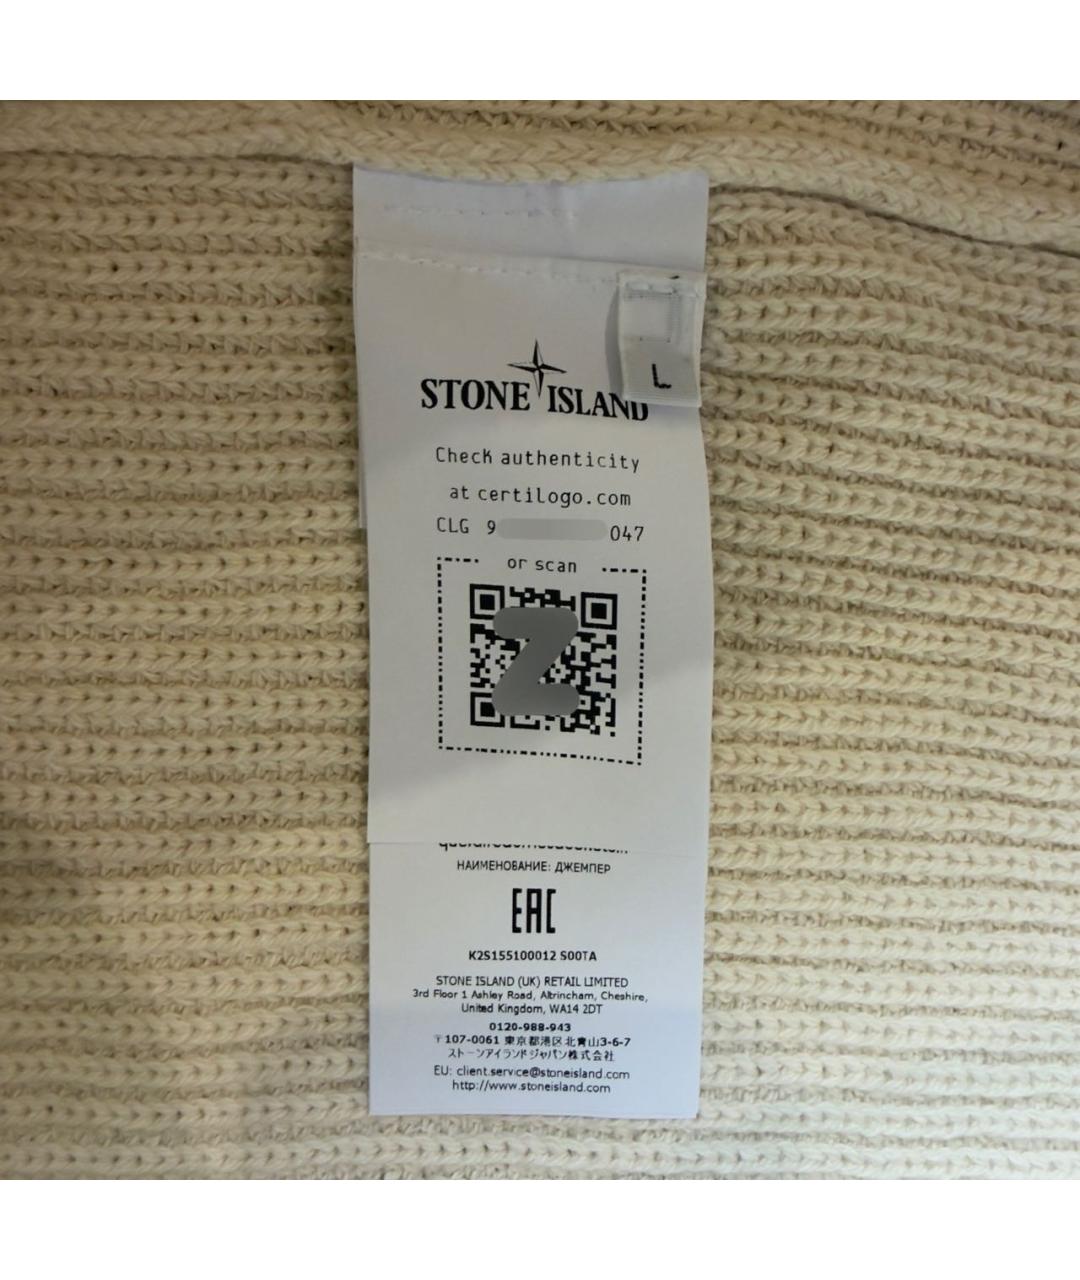 L
STONE ISLAND
Check authenticity
at certilogo.com
CLG 9 047
or scan
Z
НАИМЕНОВАНИЕ: ДЖЕМПЕР
EAC
K2S155100012 S00TA
STONE ISLAND (UK) RETAIL LIMITED
3rd Floor 1 Ashley Road, Altrincham, Cheshire,
United Kingdom, WA14 2DT
0120-988-943
〒107-0061 東京都港区北青山3-6-7
ストーンアイランドジャパン株式会社
EU: client.service@stoneisland.com
http://www.stoneisland.com